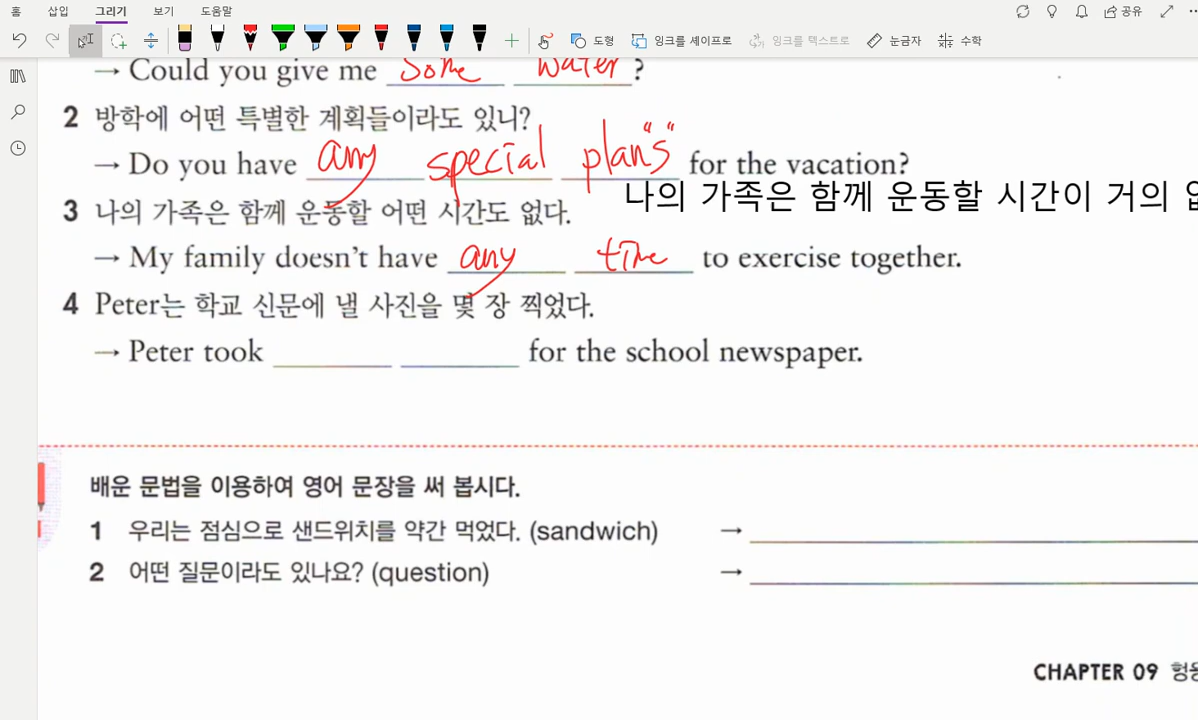 홈 삽입 그리기 보기 도움말 공유
도형 잉크를 셰이프로 잉크를 텍스트로 눈금자 수학
→ Could you give me some water?
2 방학에 어떤 특별한 계획들이라도 있니?
→ Do you have any special plan"s" for the vacation?
나의 가족은 함께 운동할 시간이 거의
3 나의 가족은 함께 운동할 어떤 시간도 없다.
→ My family doesn't have any time to exercise together.
4 Peter는 학교 신문에 낼 사진을 몇 장 찍었다.
→ Peter took for the school newspaper.
배운 문법을 이용하여 영어 문장을 써 봅시다.
1 우리는 점심으로 샌드위치를 약간 먹었다. (sandwich) →
2 어떤 질문이라도 있나요? (question) →
CHAPTER 09